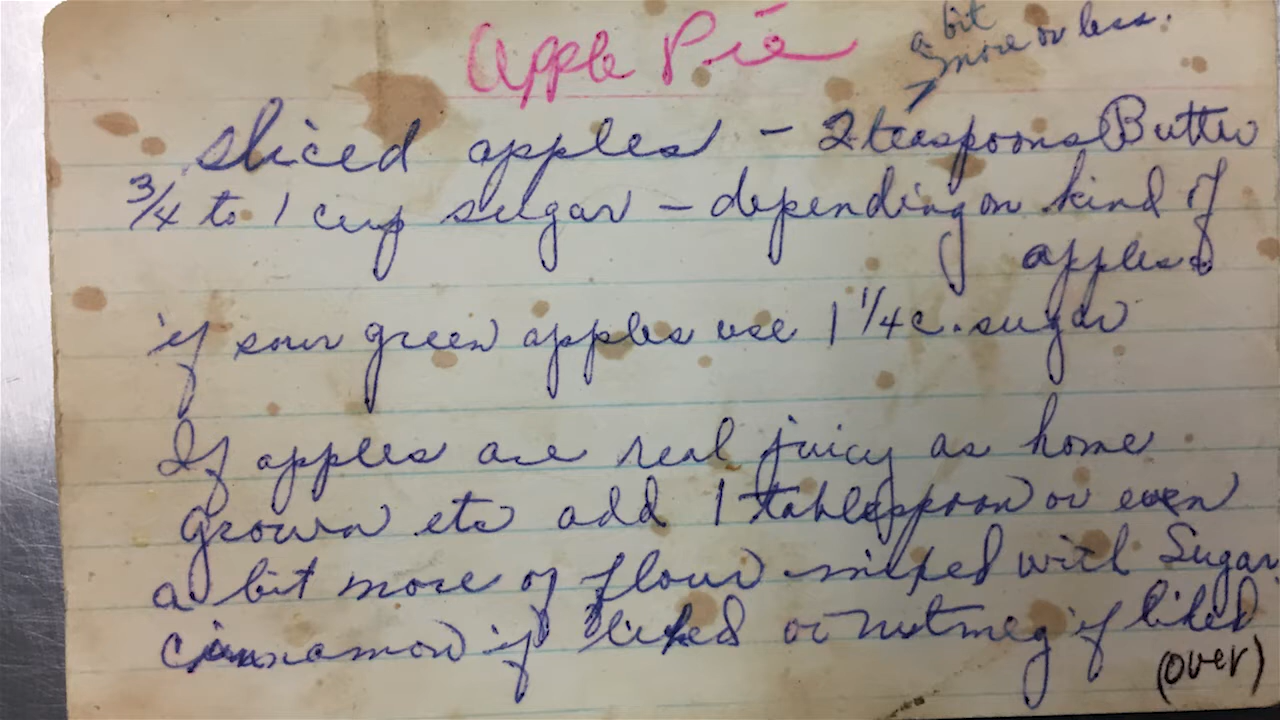 Apple Pie
a bit
more or less.
sliced apples - 2 teaspoons Butter
3/4 to 1 cup sugar - depending on kind of
apples.
if sour green apples use 1 1/4 c. sugar
If apples are real juicy as home
grown etc add 1 tablespoon or even
a bit more of flour mixed with Sugar
cinnamon if liked or nutmeg if liked
(over)